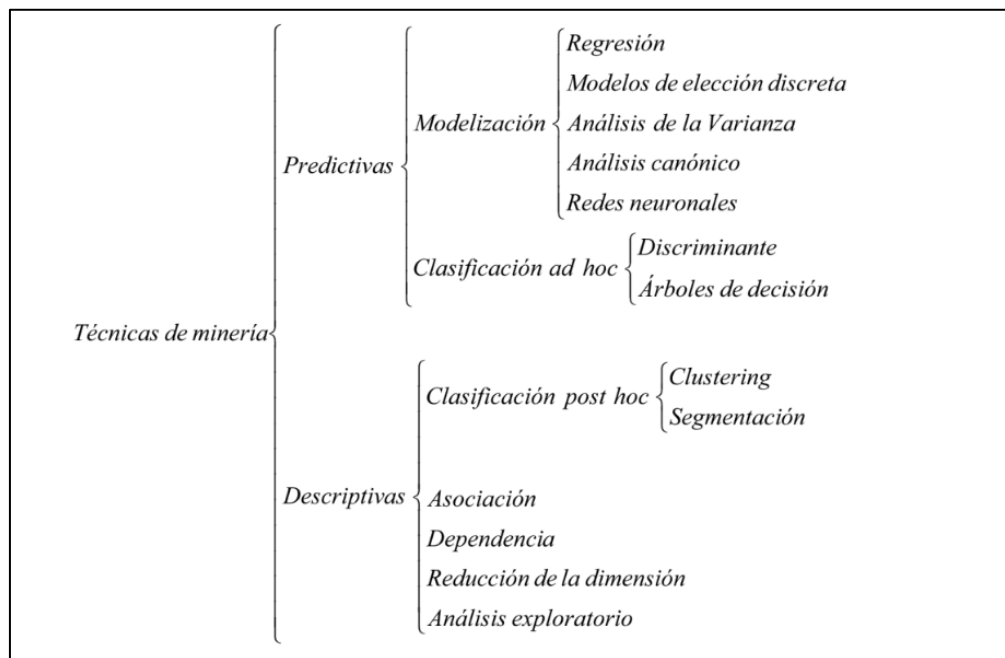 Técnicas de minería
Predictivas
Modelización
Regresión
Modelos de elección discreta
Análisis de la Varianza
Análisis canónico
Redes neuronales
Clasificación ad hoc
Discriminante
Árboles de decisión
Descriptivas
Clasificación post hoc
Clustering
Segmentación
Asociación
Dependencia
Reducción de la dimensión
Análisis exploratorio